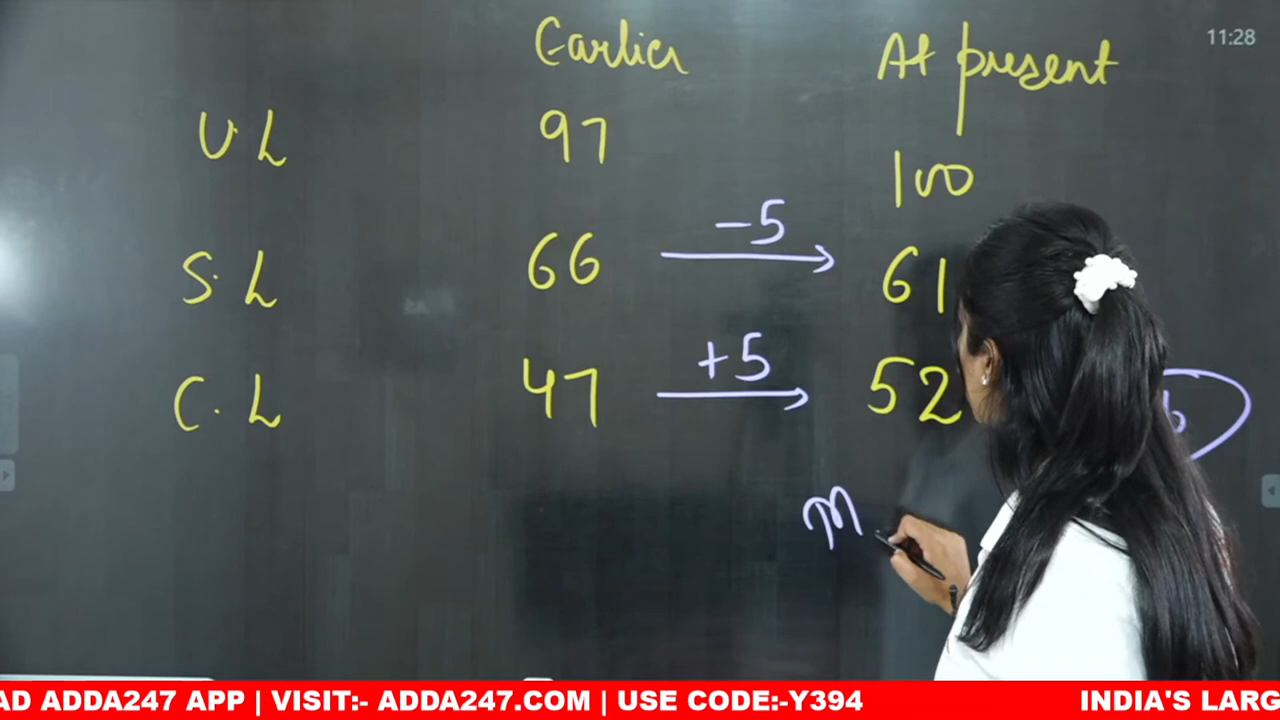 Earlier At present 11:28
U.L 97 100
S.L 66 -5 61
C.L 47 +5 52
m
AD ADDA247 APP | VISIT:- ADDA247.COM | USE CODE:-Y394 INDIA'S LARG